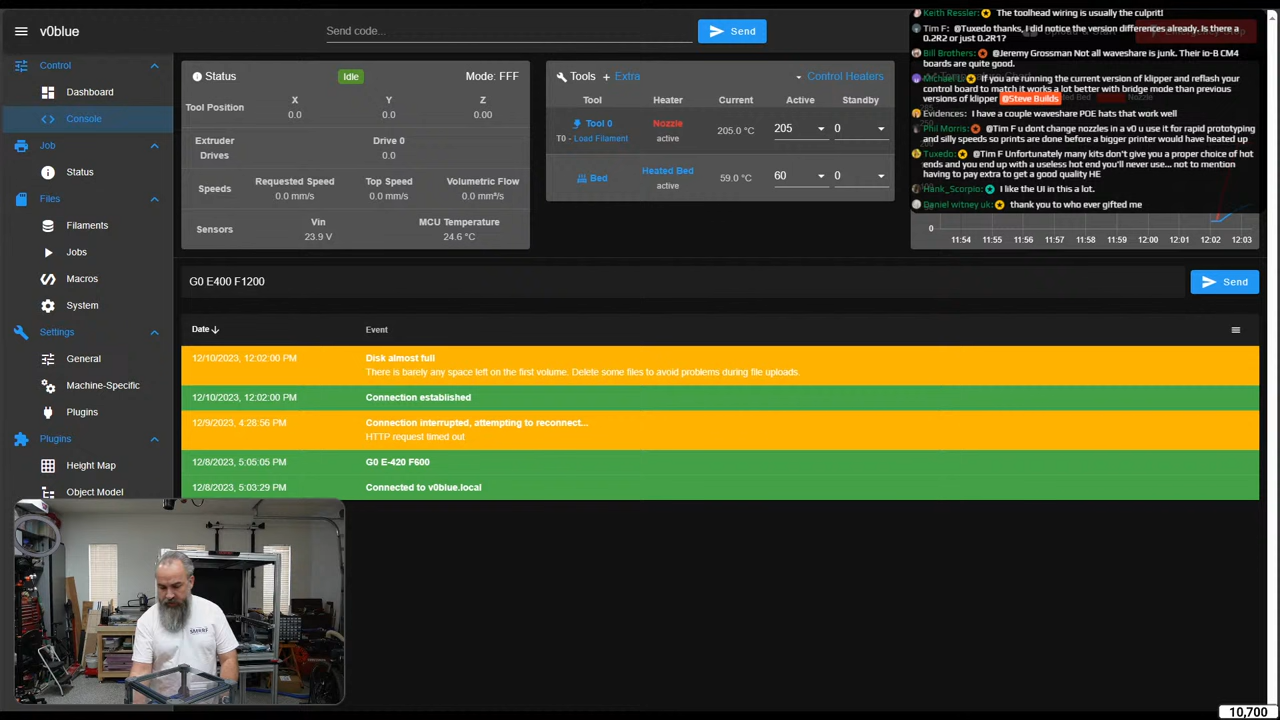 v0blue
Send code...
Send
Control
Dashboard
Console
Job
Status
Files
Filaments
Jobs
Macros
System
Settings
General
Machine-Specific
Plugins
Plugins
Height Map
Object Model
Status
Idle
Mode: FFF
Tool Position
X
Y
Z
0.0
0.0
0.00
Extruder
Drives
Drive 0
0.0
Speeds
Requested Speed
Top Speed
Volumetric Flow
0.0 mm/s
0.0 mm/s
0.0 mm³/s
Sensors
Vin
MCU Temperature
23.9 V
24.6 °C
Tools + Extra
Control Heaters
Tool
Heater
Current
Active
Standby
Tool 0
T0 - Load Filament
Nozzle
active
205.0 °C
205
0
Bed
Heated Bed
active
59.0 °C
60
0
Keith Ressler: The toolhead wiring is usually the culprit!
Tim F: @Tuxedo thanks, I did notice the version differences already. Is there a
0.2R2 or just 0.2R1?
Bill Brothers: @Jeremy Grossman Not all waveshare is junk. Their io-B CM4
boards are quite good.
Michael L: If you are running the current version of klipper and reflash your
control board to match it works a lot better with bridge mode than previous
versions of klipper @Steve Builds
Evidences: I have a couple waveshare POE hats that work well
Phil Morris: @Tim F u dont change nozzles in a v0 u use it for rapid prototyping
and silly speeds so prints are done before a bigger printer would have heated up
Tuxedo: @Tim F Unfortunately many kits don't give you a proper choice of hot
ends and you end up with a useless hot end you'll never use... not to mention
having to pay extra to get a good quality HE
Hank_Scorpio: I like the UI in this a lot.
Daniel witney uk: thank you to who ever gifted me
0
11:54 11:55 11:56 11:57 11:58 11:59 12:00 12:01 12:02 12:03
G0 E400 F1200
Send
Date
Event
12/10/2023, 12:02:00 PM
Disk almost full
There is barely any space left on the first volume. Delete some files to avoid problems during file uploads.
12/10/2023, 12:02:00 PM
Connection established
12/9/2023, 4:28:56 PM
Connection interrupted, attempting to reconnect...
HTTP request timed out
12/8/2023, 5:05:05 PM
G0 E-420 F600
12/8/2023, 5:03:29 PM
Connected to v0blue.local
10,700